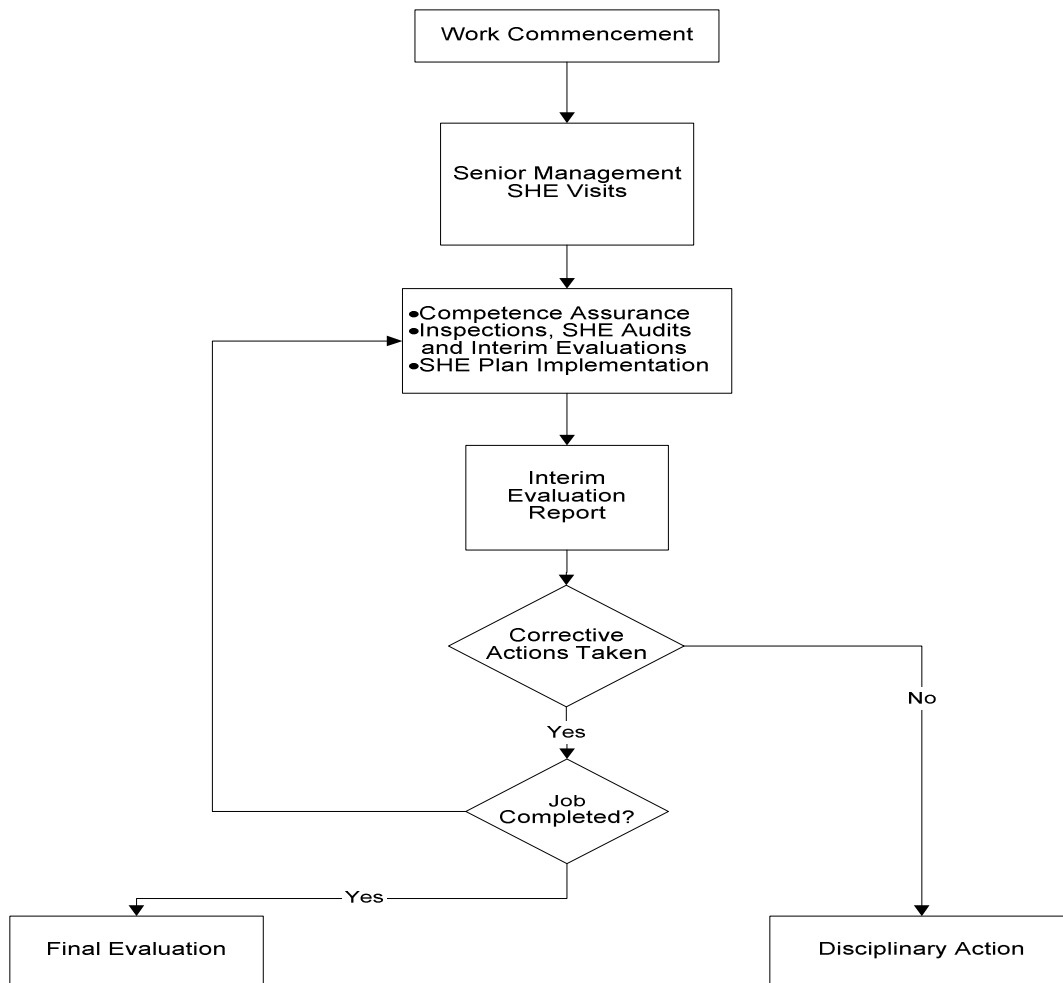 Work Commencement
Senior Management
SHE Visits
●Competence Assurance
●Inspections, SHE Audits
and Interim Evaluations
●SHE Plan Implementation
Interim
Evaluation
Report
Corrective
Actions Taken
No
Yes
Job
Completed?
Yes
Final Evaluation
Disciplinary Action